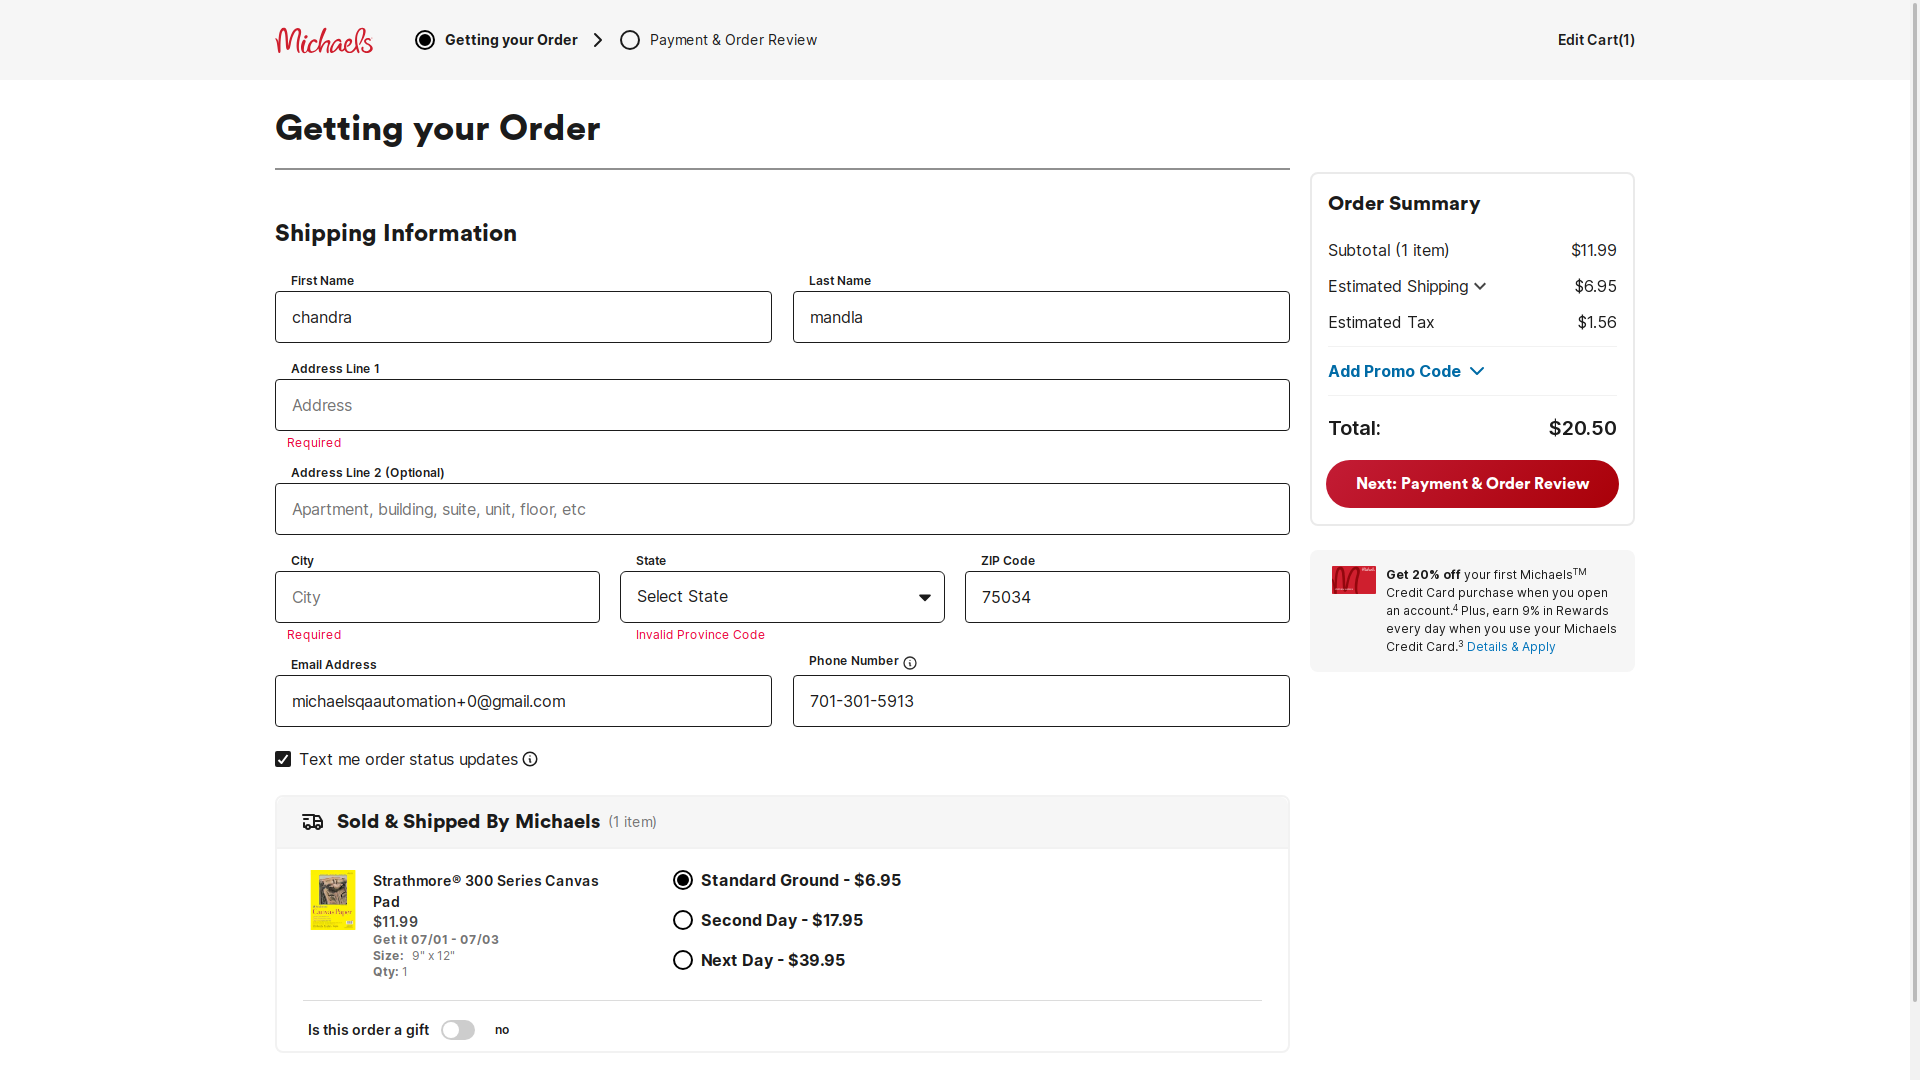 Michaels
Getting your Order
Payment & Order Review
Edit Cart(1)
Getting your Order
Shipping Information
First Name
Last Name
chandra
mandla
Address Line 1
Address
Required
Address Line 2 (Optional)
Apartment, building, suite, unit, floor, etc
City
State
ZIP Code
City
Select State
75034
Required
Invalid Province Code
Email Address
Phone Number
michaelsqaautomation+0@gmail.com
701-301-5913
Text me order status updates
Sold & Shipped By Michaels (1 item)
Strathmore® 300 Series Canvas
Pad
$11.99
Get it 07/01 - 07/03
Size: 9" x 12"
Qty: 1
Standard Ground - $6.95
Second Day - $17.95
Next Day - $39.95
Is this order a gift
no
Order Summary
Subtotal (1 item) $11.99
Estimated Shipping $6.95
Estimated Tax $1.56
Add Promo Code
Total: $20.50
Next: Payment & Order Review
Get 20% off your first Michaels™
Credit Card purchase when you open
an account.⁴ Plus, earn 9% in Rewards
every day when you use your Michaels
Credit Card.³ Details & Apply